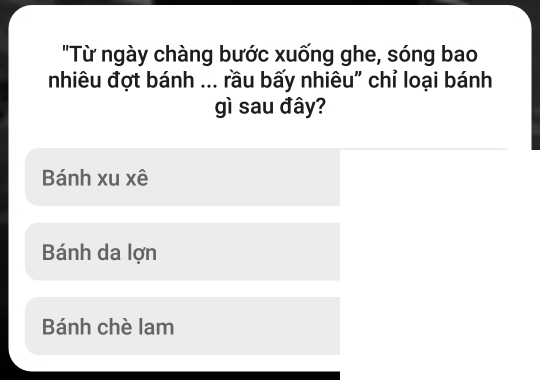 "Từ ngày chàng bước xuống ghe, sóng bao
nhiêu đợt bánh ... rầu bấy nhiêu” chỉ loại bánh
gì sau đây?
Bánh xu xê
Bánh da lợn
Bánh chè lam